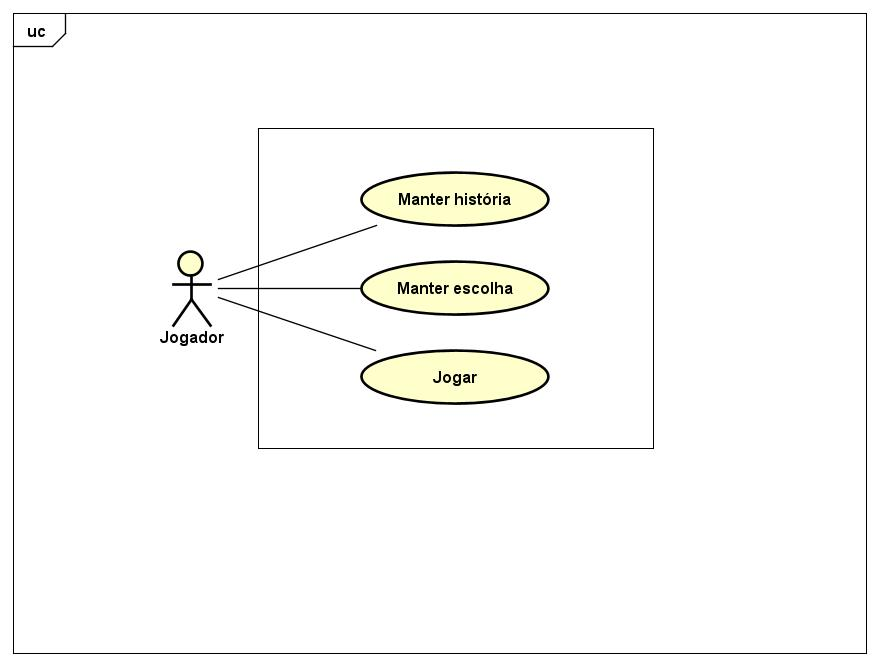 uc
Manter história
Manter escolha
Jogador
Jogar